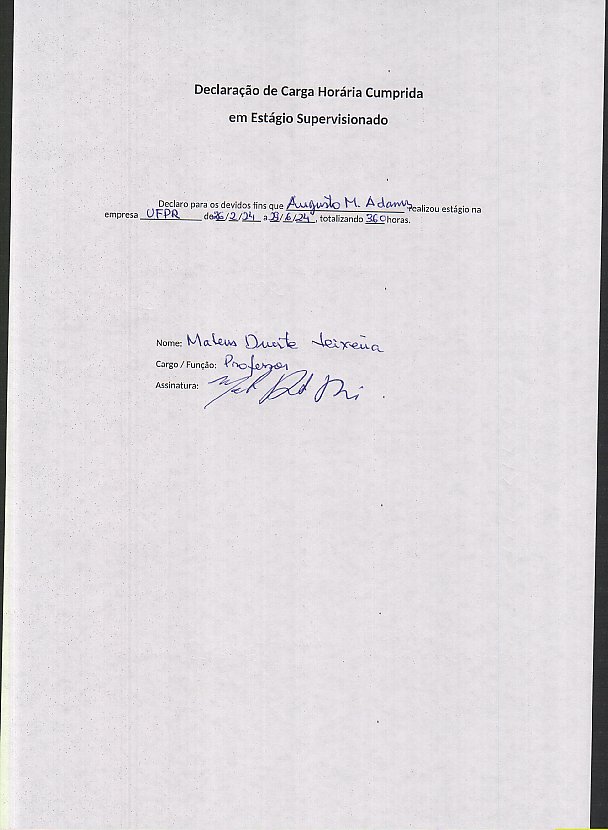 Declaração de Carga Horária Cumprida
em Estágio Supervisionado
Declaro para os devidos fins que Augusto M. Adams realizou estágio na
empresa UFPR de 26/2/24 a 28/6/24, totalizando 360 horas.
Nome: Mateus Duarte Teixeira
Cargo / Função: Professor
Assinatura: